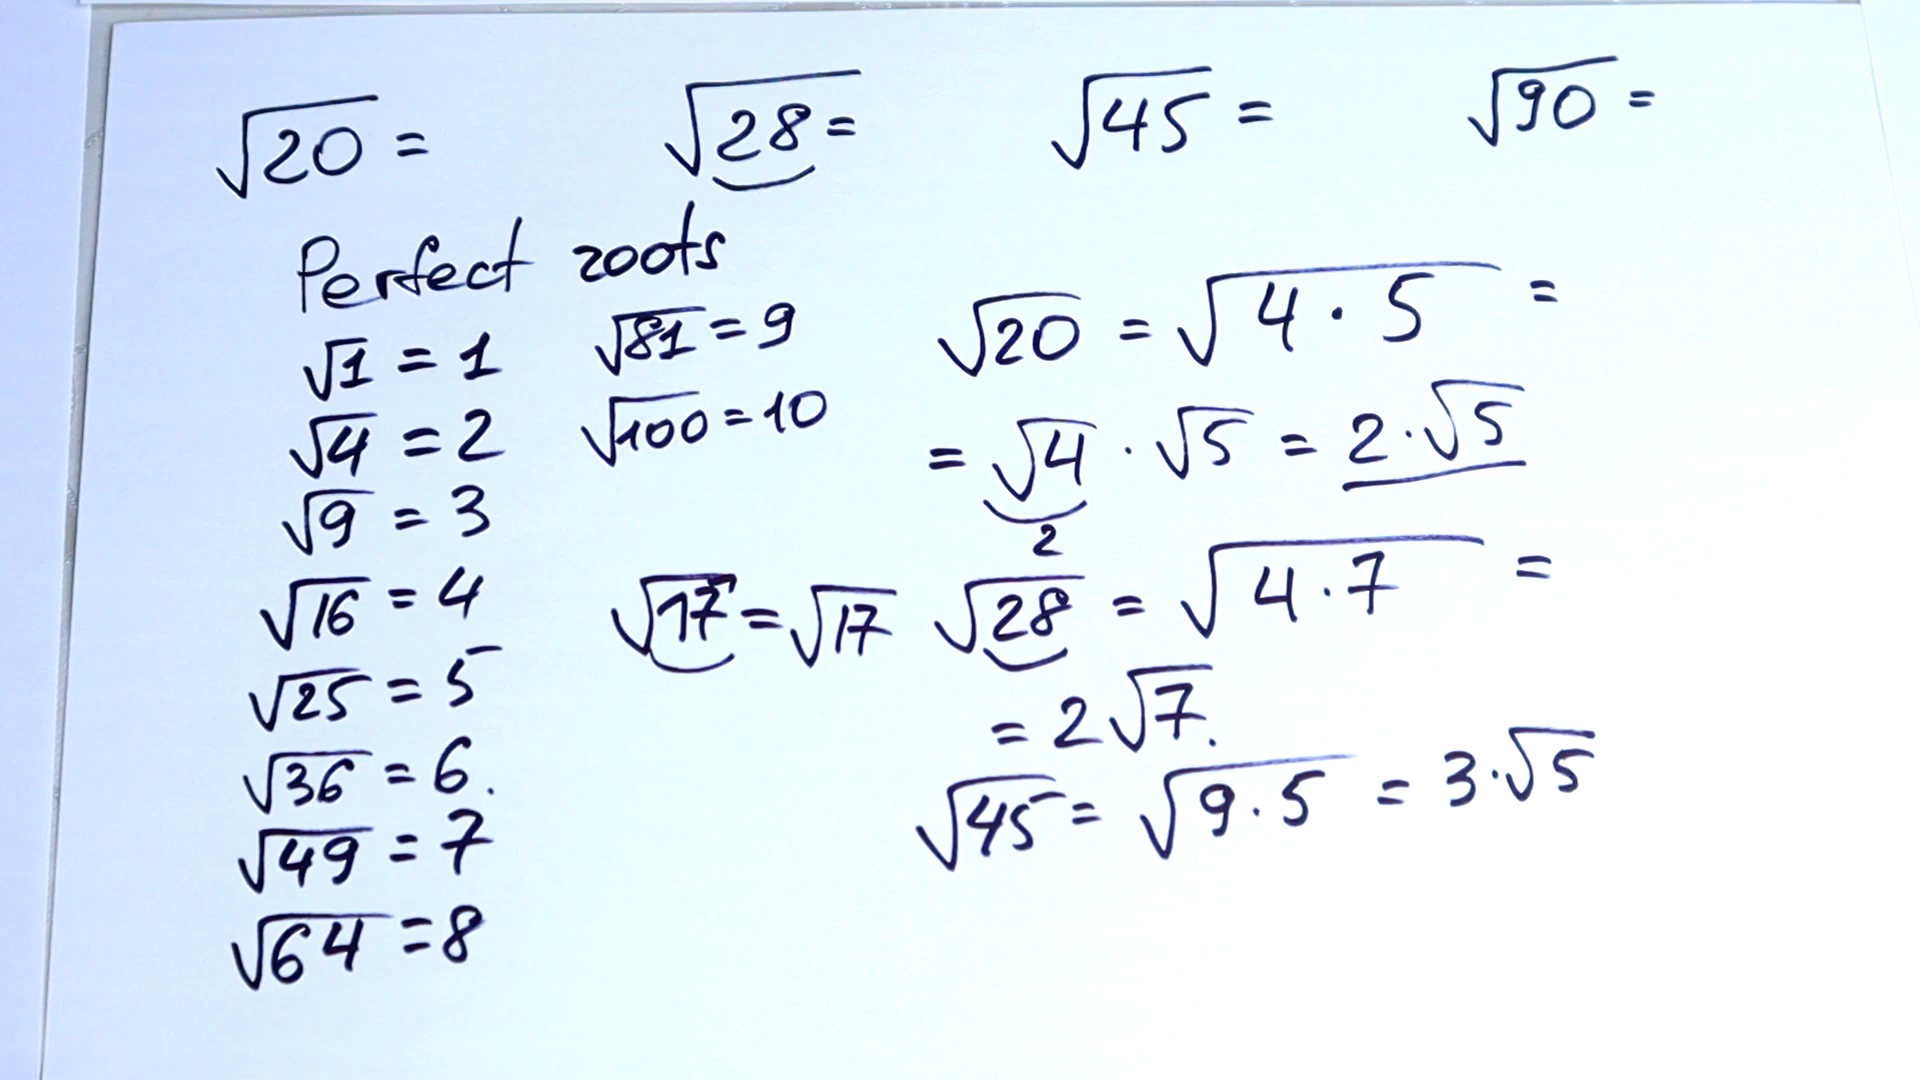 √20 =
√28 =
√45 =
√90 =
Perfect roots
√1 = 1
√4 = 2
√9 = 3
√16 = 4
√25 = 5
√36 = 6.
√49 = 7
√64 = 8
√81 = 9
√100 = 10
√17 = √17
√20 = √4 · 5 =
= √4 · √5 = 2 · √5
2
√28 = √4 · 7 =
= 2√7.
√45 = √9 · 5 = 3 · √5